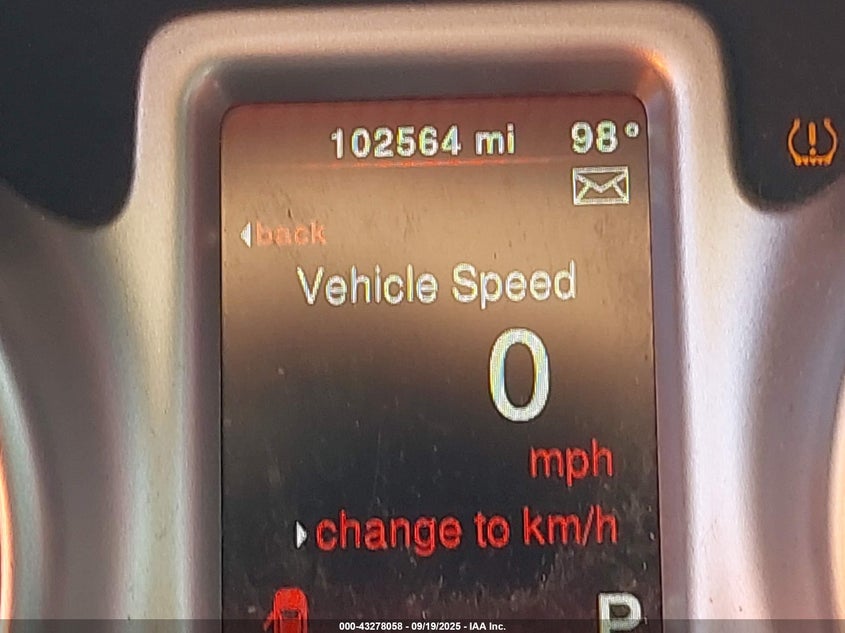 102564 mi 98°
back
Vehicle Speed
0
mph
change to km/h
P
000-43278058 - 09/19/2025 - IAA Inc.